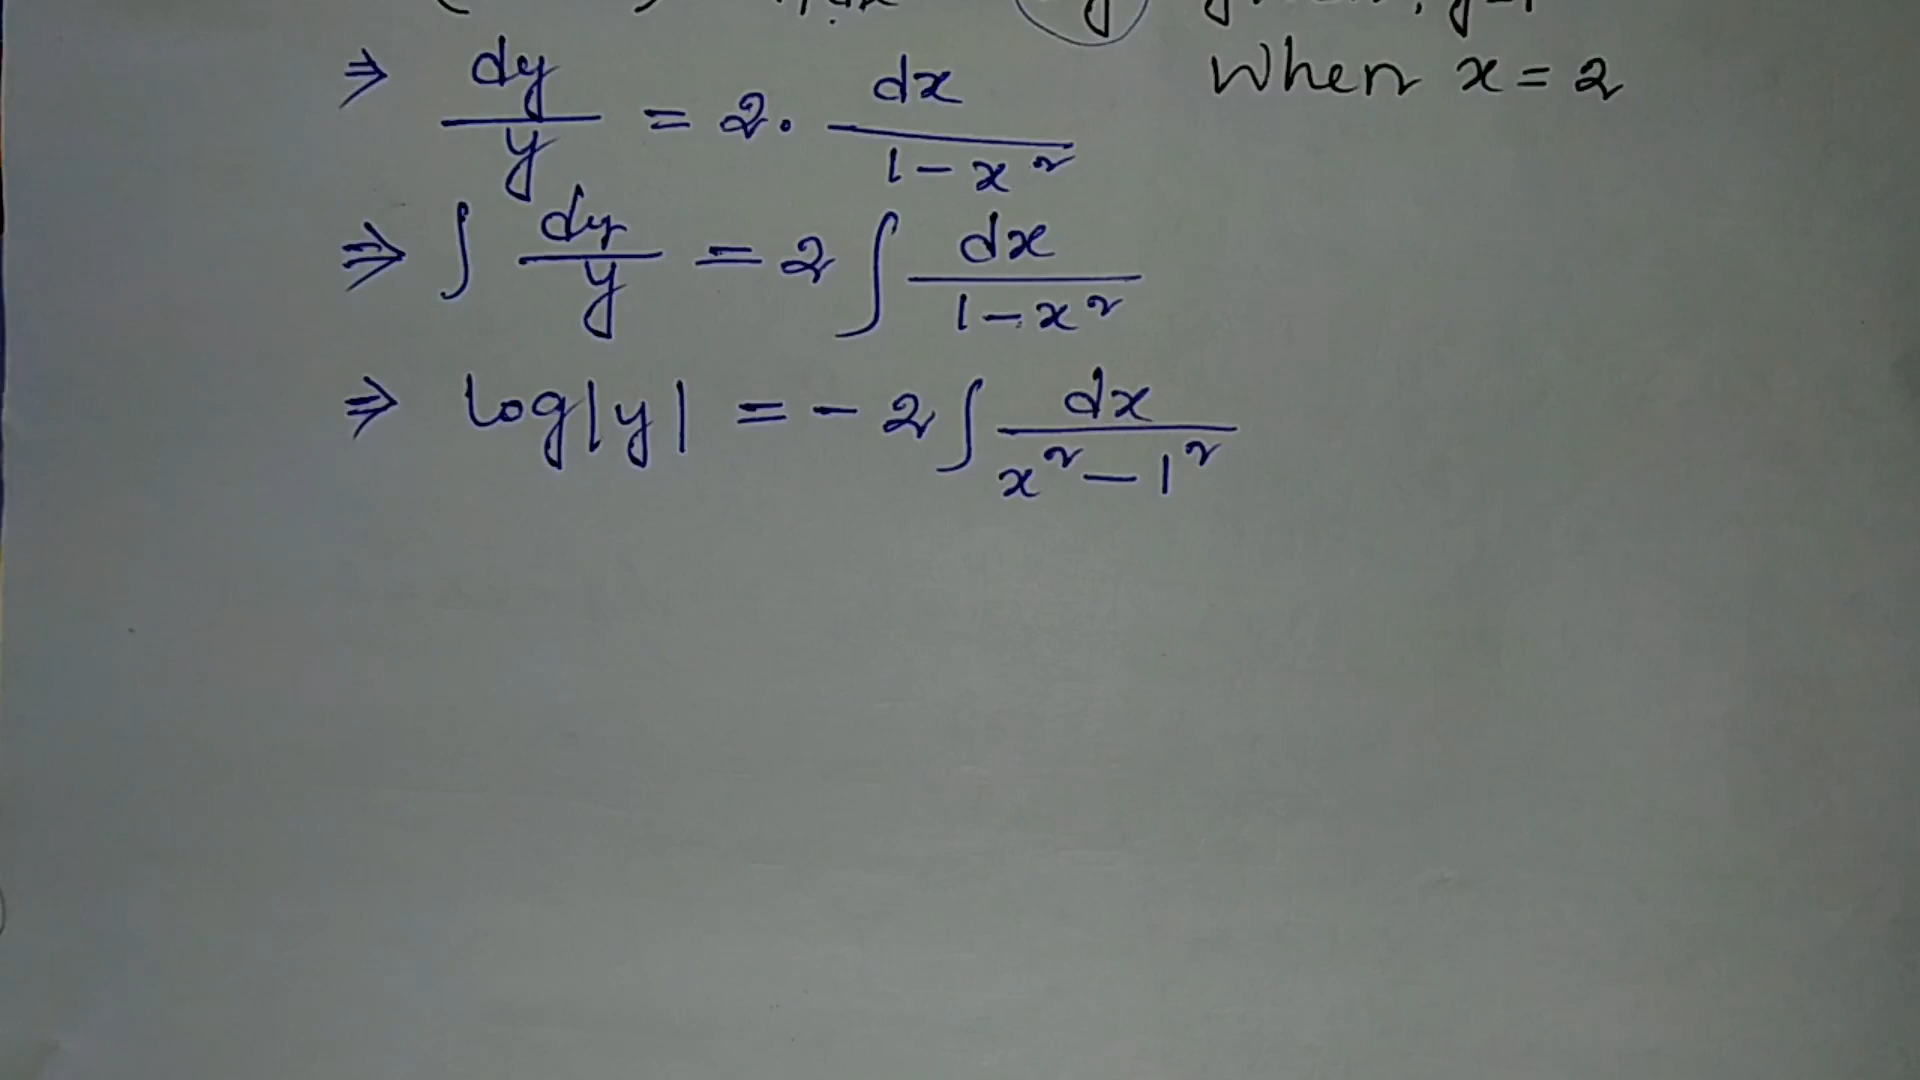 When x = 2
⇒ dy/y = 2 · dx/(1 - x²)
⇒ ∫ dy/y = 2 ∫ dx/(1 - x²)
⇒ log|y| = - 2 ∫ dx/(x² - 1²)